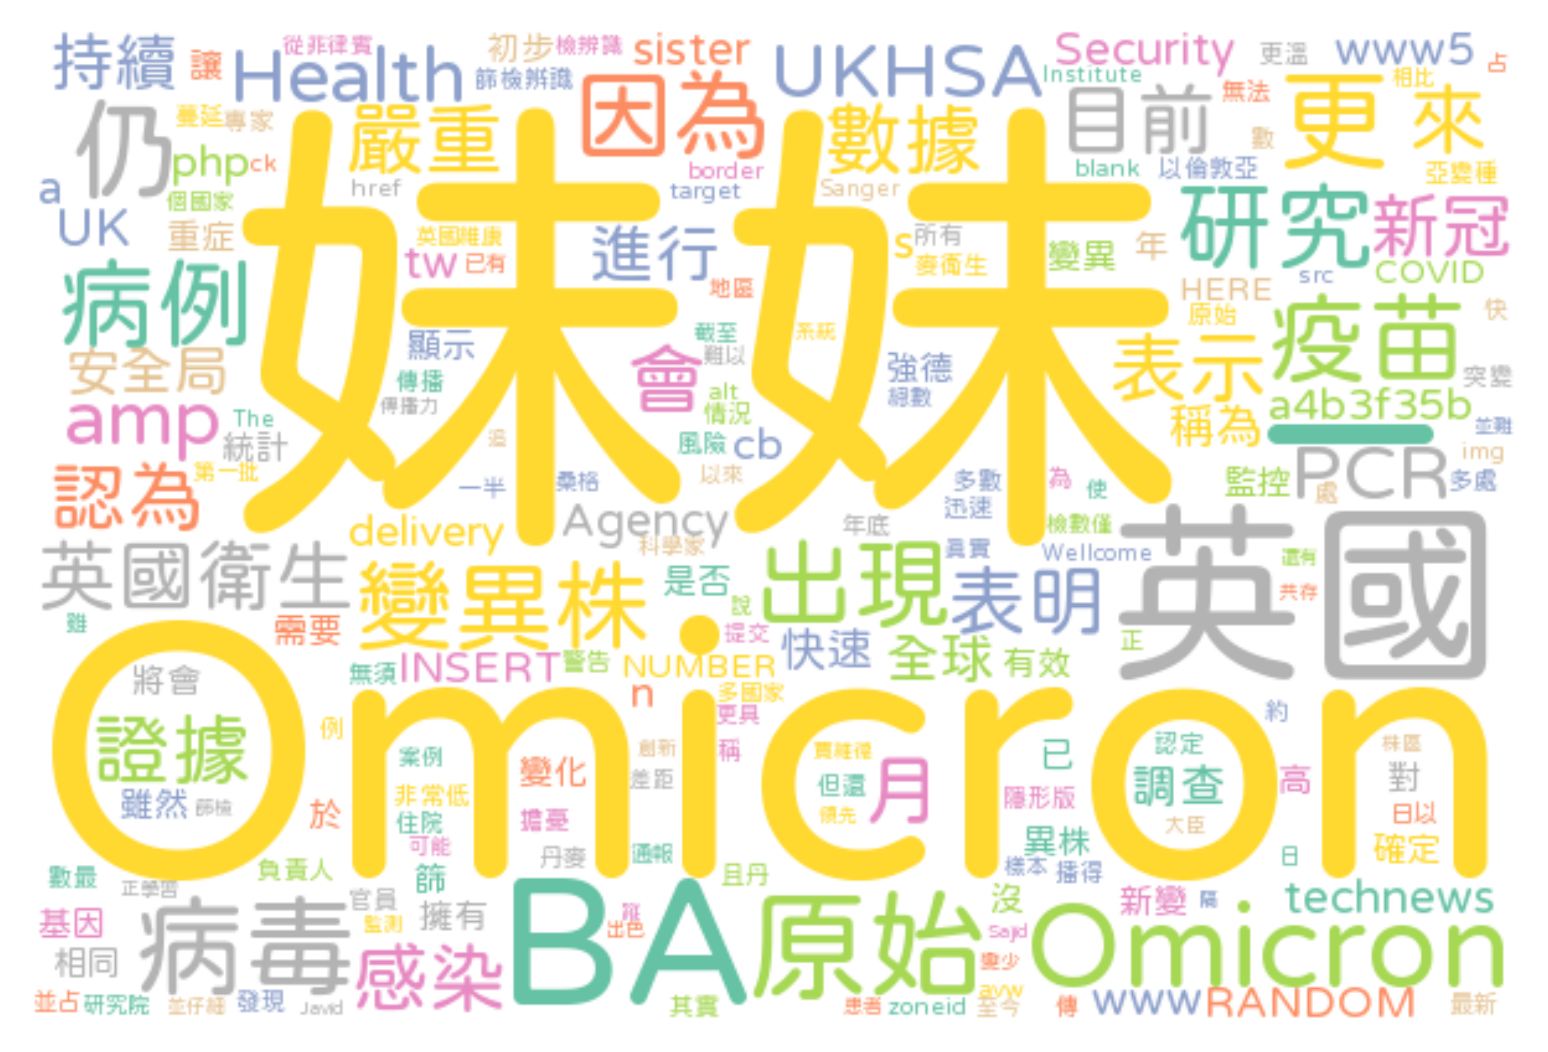 持續
讓
從菲律賓
Health
初步
檢辨識
篩檢辨識
sister
UKHSA
Security
Institute
更溫
www5
占
仍
蔓延
專家
嚴重
因為
數據
目前
無法
相比
更
來
數
php
ck
a
個國家
href
border
target
Sanger
blank
以倫敦亞
亞變種
UK
重症
妹妹
英國維康
tw
已有
進行
s
所有
變異
年
研究
新冠
麥衛生
地區
HERE
src
COVID
病例
原始
快
安全局
顯示
截至
系統
難以
會
強德
表示
疫苗
突變
傳播
傳播力
alt
總數
amp
The
情況
稱為
a4b3f35b
並難
統計
風險
cb
一
img
認為
第一批
以來
一半
桑格
多數
為
使
監控
PCR
處
多處
迅速
delivery
Agency
年底
檢數僅
英國衛生
科學家
真實
Wellcome
英國
還有
變異株
是否
出現
表明
共存
說
雖
需要
提交
正
快速
全球
有效
無須
INSERT
警告
NUMBER
Omicron
將會
n
多國家
更具
約
證據
例
案例
創新
稱
賈維德
已
認定
株區
變化
差距
但還
月
調查
高
對
雖然
篩檢
非常低
隱形版
於
住院
擔憂
領先
大臣
日以
可能
異株
確定
丹麥
通報
數最
負責人
篩
且丹
樣本
播得
日
正學習
BA
原始
官員
沒
新變
隔
technews
基因
病毒
監測
擁有
出色
Sajid
Omicron
相同
感染
變少
avw
並占
研究院
並仔細
發現
Javid
其實
患者
zoneid
至今
傳
www
RANDOM
最新